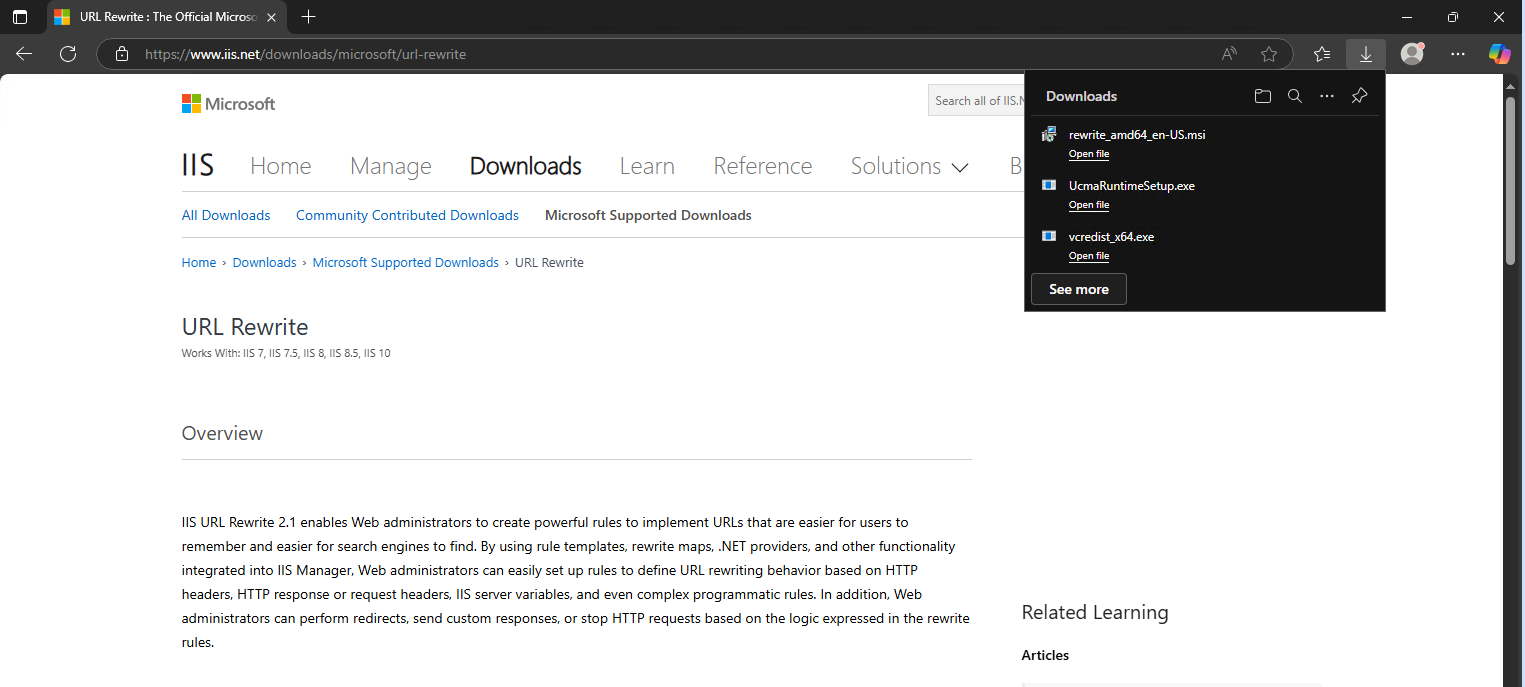 URL Rewrite : The Official Microso
https://www.iis.net/downloads/microsoft/url-rewrite
Microsoft
Search all of IIS.N
Downloads
rewrite_amd64_en-US.msi
Open file
UcmaRuntimeSetup.exe
Open file
vcredist_x64.exe
Open file
See more
IIS Home Manage Downloads Learn Reference Solutions B
All Downloads Community Contributed Downloads Microsoft Supported Downloads
Home › Downloads › Microsoft Supported Downloads › URL Rewrite
URL Rewrite
Works With: IIS 7, IIS 7.5, IIS 8, IIS 8.5, IIS 10
Overview
IIS URL Rewrite 2.1 enables Web administrators to create powerful rules to implement URLs that are easier for users to
remember and easier for search engines to find. By using rule templates, rewrite maps, .NET providers, and other functionality
integrated into IIS Manager, Web administrators can easily set up rules to define URL rewriting behavior based on HTTP
headers, HTTP response or request headers, IIS server variables, and even complex programmatic rules. In addition, Web
administrators can perform redirects, send custom responses, or stop HTTP requests based on the logic expressed in the rewrite
rules.
Related Learning
Articles